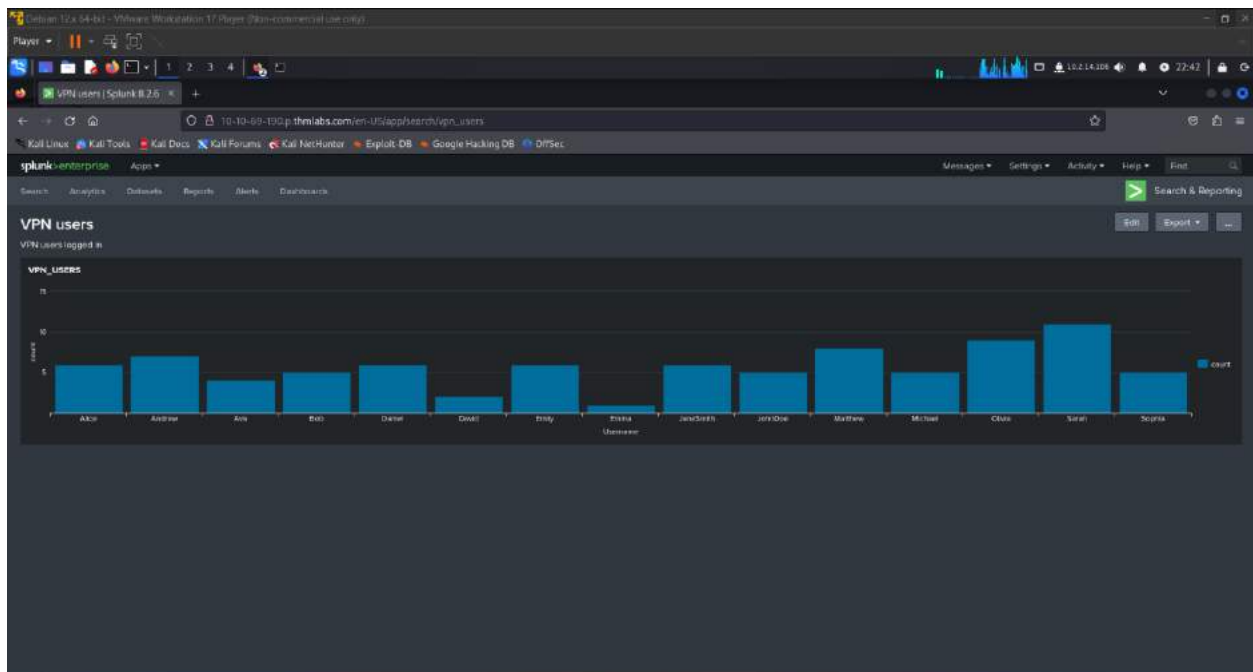 Debian 12.x 64-bit - VMware Workstation 17 Player (Non-commercial use only)
Player
1 2 3 4
10.2.14.106
22:42
VPN users | Splunk 8.2.6
10-10-69-190.p.thmlabs.com/en-US/app/search/vpn_users
Kali Linux Kali Tools Kali Docs Kali Forums Kali NetHunter Exploit-DB Google Hacking DB OffSec
splunk>enterprise Apps Messages Settings Activity Help Find
Search Analytics Datasets Reports Alerts Dashboards Search & Reporting
VPN users Edit Export ...
VPN users logged in
VPN_USERS
15
10
count
5
count
Alice Andrew Ava Bob Daniel David Emily Emma JaneSmith JohnDoe Matthew Michael Olivia Sarah Sophia
Username